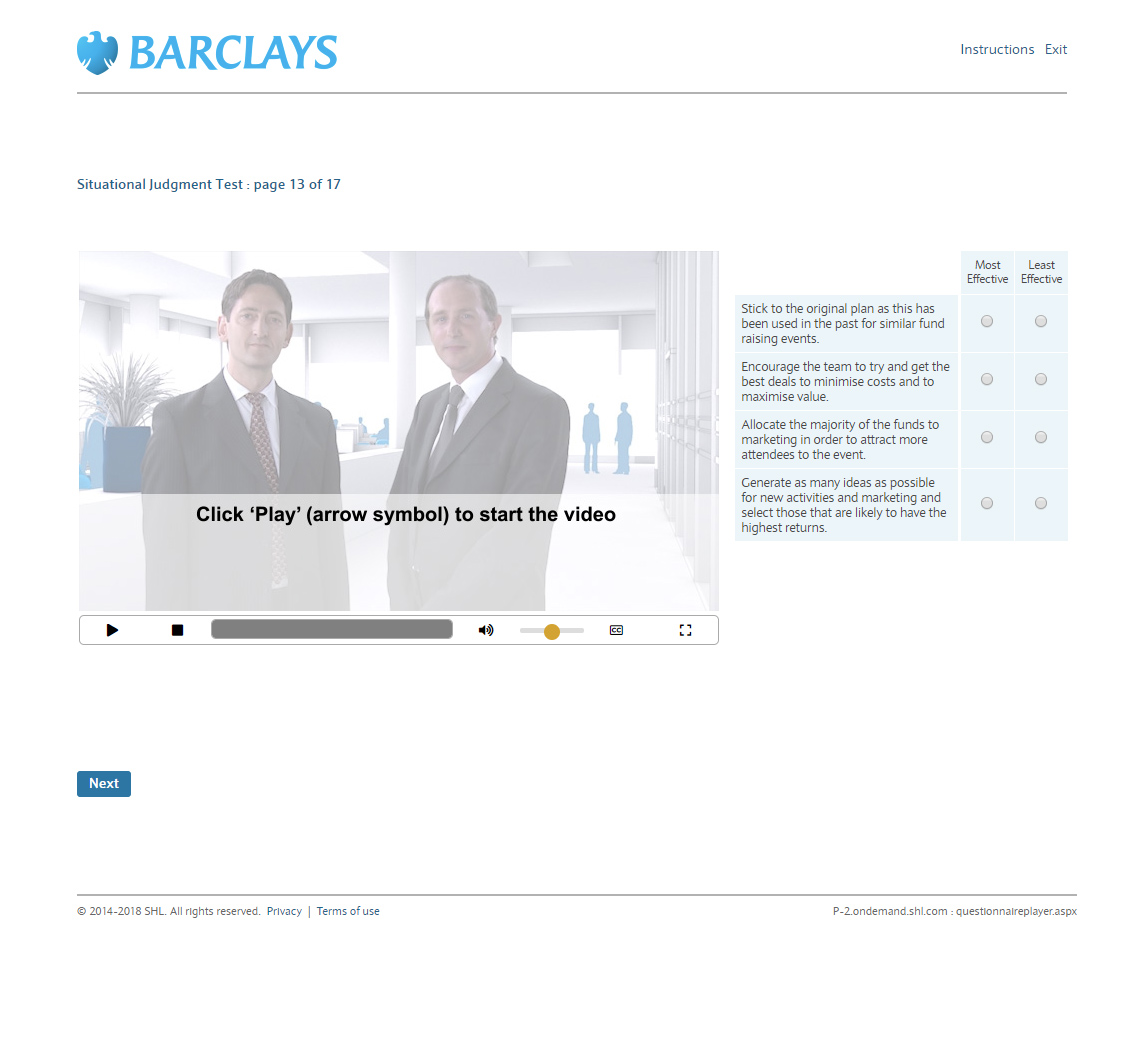 BARCLAYS
Instructions Exit
Situational Judgment Test : page 13 of 17
Most Effective
Least Effective
Stick to the original plan as this has
been used in the past for similar fund
raising events.
Encourage the team to try and get the
best deals to minimise costs and to
maximise value.
Allocate the majority of the funds to
marketing in order to attract more
attendees to the event.
Generate as many ideas as possible
for new activities and marketing and
select those that are likely to have the
highest returns.
Click ‘Play’ (arrow symbol) to start the video
CC
Next
© 2014-2018 SHL. All rights reserved. Privacy | Terms of use
P-2.ondemand.shl.com : questionnaireplayer.aspx